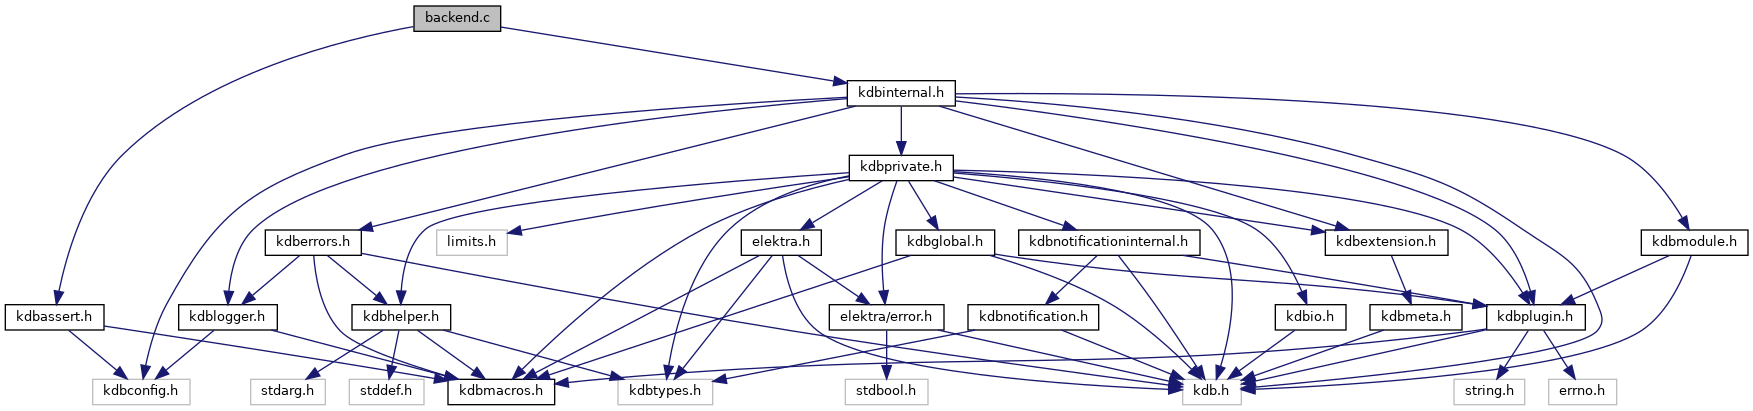 backend.c
kdbinternal.h
kdbprivate.h
kdberrors.h
limits.h
elektra.h
kdbglobal.h
kdbnotificationinternal.h
kdbextension.h
kdbmodule.h
kdbassert.h
kdblogger.h
kdbhelper.h
elektra/error.h
kdbnotification.h
kdbio.h
kdbmeta.h
kdbplugin.h
kdbconfig.h
stdarg.h
stddef.h
kdbmacros.h
kdbtypes.h
stdbool.h
kdb.h
string.h
errno.h